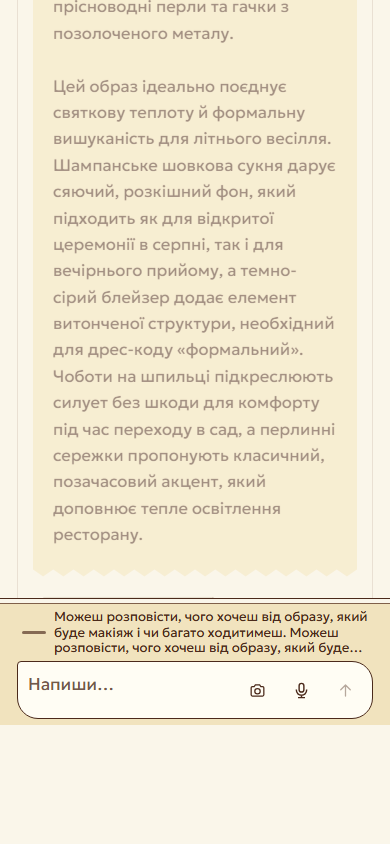 прісноводні перли та гачки з
позолоченого металу.
Цей образ ідеально поєднує
святкову теплоту й формальну
вишуканість для літнього весілля.
Шампанське шовкова сукня дарує
сяючий, розкішний фон, який
підходить як для відкритої
церемонії в серпні, так і для
вечірнього прийому, а темно-
сірий блейзер додає елемент
витонченої структури, необхідний
для дрес-коду «формальний».
Чоботи на шпильці підкреслюють
силует без шкоди для комфорту
під час переходу в сад, а перлинні
сережки пропонують класичний,
позачасовий акцент, який
доповнює тепле освітлення
ресторану.
Можеш розповісти, чого хочеш від образу, який
буде макіяж і чи багато ходитимеш. Можеш
розповісти, чого хочеш від образу, який буде…
Напиши...